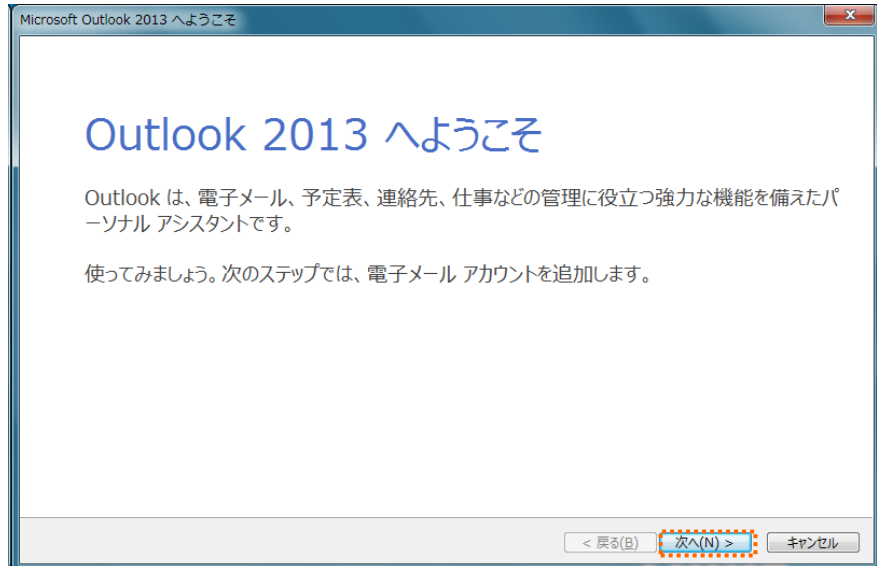 Microsoft Outlook 2013 へようこそ
Outlook 2013 へようこそ
Outlook は、電子メール、予定表、連絡先、仕事などの管理に役立つ強力な機能を備えたパ
ーソナル アシスタントです。
使ってみましょう。次のステップでは、電子メール アカウントを追加します。
< 戻る(B) 次へ(N) > キャンセル